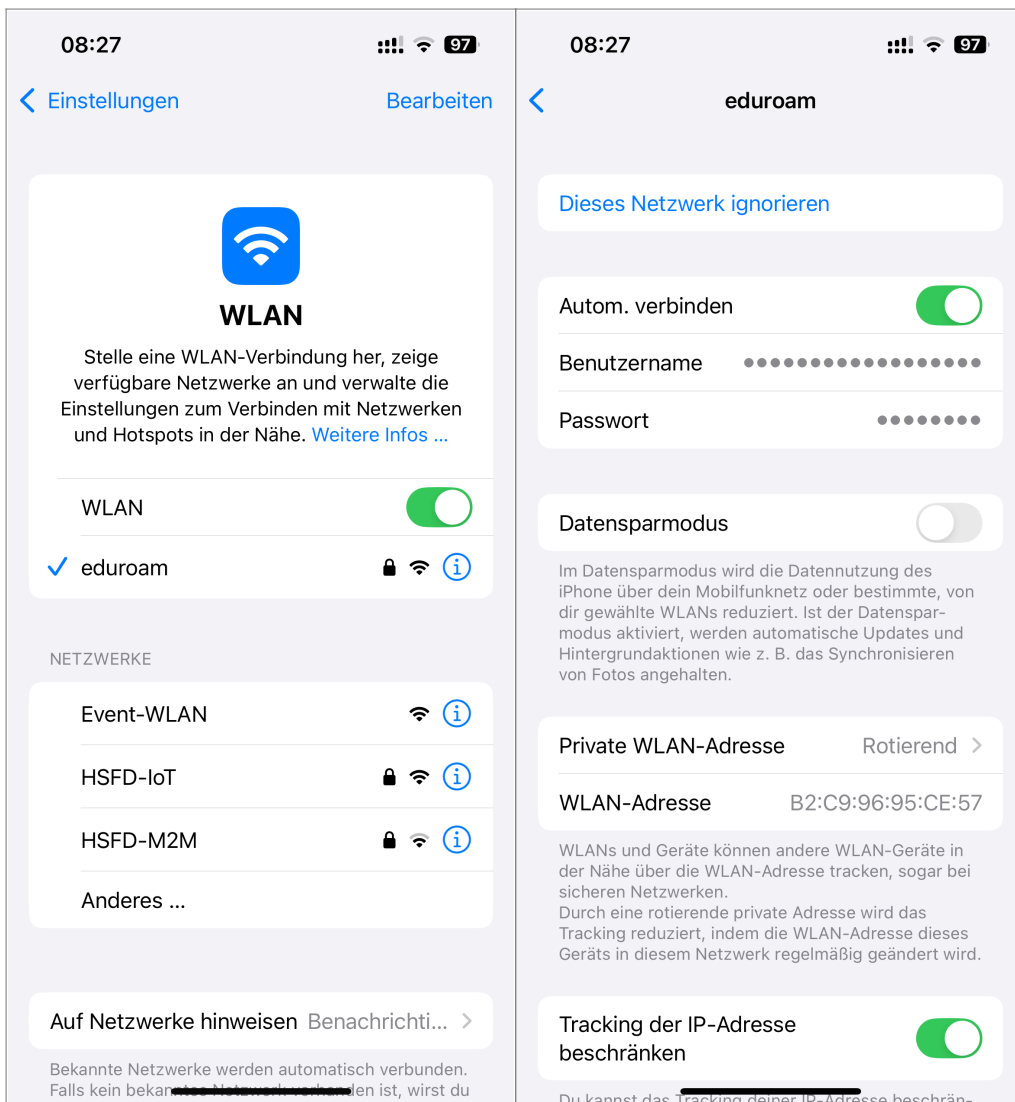 08:27
97
Einstellungen
Bearbeiten
WLAN
Stelle eine WLAN-Verbindung her, zeige
verfügbare Netzwerke an und verwalte die
Einstellungen zum Verbinden mit Netzwerken
und Hotspots in der Nähe. Weitere Infos ...
WLAN
eduroam
NETZWERKE
Event-WLAN
HSFD-IoT
HSFD-M2M
Anderes ...
Auf Netzwerke hinweisen Benachrichti...
Bekannte Netzwerke werden automatisch verbunden.
Falls kein bekanntes Netzwerk vorhanden ist, wirst du
08:27
97
eduroam
Dieses Netzwerk ignorieren
Autom. verbinden
Benutzername
Passwort
Datensparmodus
Im Datensparmodus wird die Datennutzung des
iPhone über dein Mobilfunknetz oder bestimmte, von
dir gewählte WLANs reduziert. Ist der Datenspar-
modus aktiviert, werden automatische Updates und
Hintergrundaktionen wie z. B. das Synchronisieren
von Fotos angehalten.
Private WLAN-Adresse Rotierend
WLAN-Adresse B2:C9:96:95:CE:57
WLANs und Geräte können andere WLAN-Geräte in
der Nähe über die WLAN-Adresse tracken, sogar bei
sicheren Netzwerken.
Durch eine rotierende private Adresse wird das
Tracking reduziert, indem die WLAN-Adresse dieses
Geräts in diesem Netzwerk regelmäßig geändert wird.
Tracking der IP-Adresse
beschränken
Du kannst das Tracking deiner IP-Adresse beschrän-